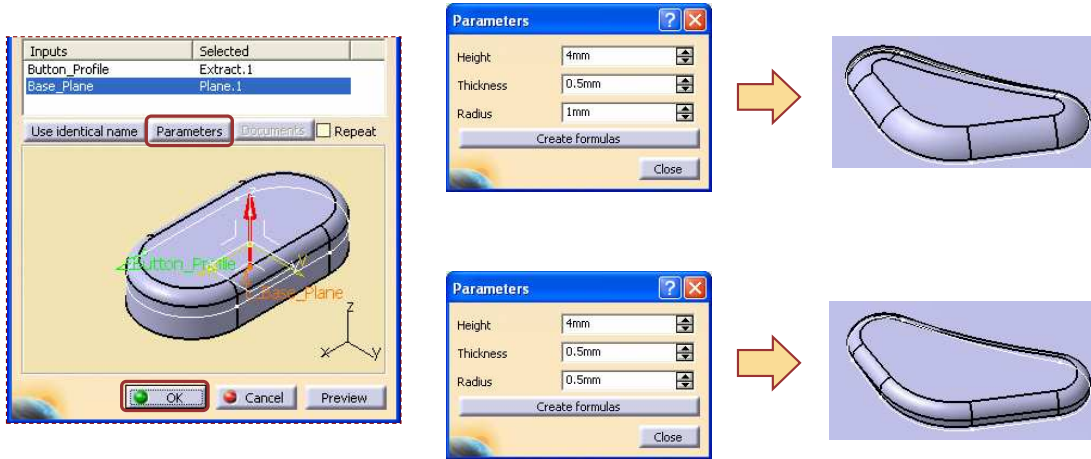 Inputs Selected
Button_Profile Extract.1
Base_Plane Plane.1
Use identical name Parameters Documents Repeat
Button_Profile
Base_Plane
y
z
x y
OK Cancel Preview
Parameters
Height 4mm
Thickness 0.5mm
Radius 1mm
Create formulas
Close
Parameters
Height 4mm
Thickness 0.5mm
Radius 0.5mm
Create formulas
Close